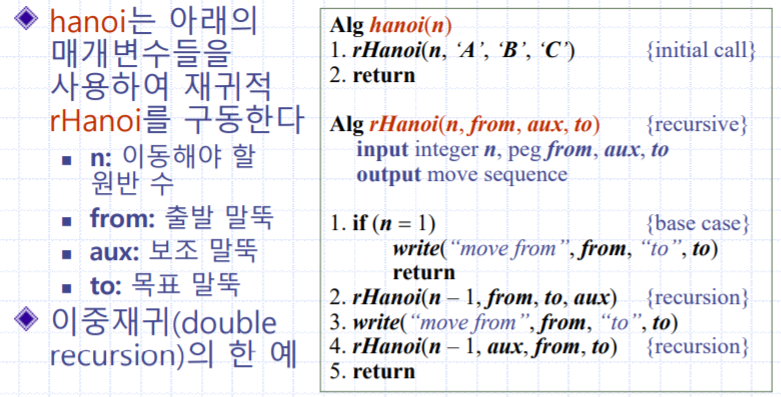 hanoi는 아래의
매개변수들을
사용하여 재귀적
rHanoi를 구동한다
n: 이동해야 할
원반 수
from: 출발 말뚝
aux: 보조 말뚝
to: 목표 말뚝
이중재귀(double
recursion)의 한 예
Alg hanoi(n)
1. rHanoi(n, ‘A’, ‘B’, ‘C’) {initial call}
2. return
Alg rHanoi(n, from, aux, to) {recursive}
input integer n, peg from, aux, to
output move sequence
1. if (n = 1) {base case}
write(“move from”, from, “to”, to)
return
2. rHanoi(n – 1, from, to, aux) {recursion}
3. write(“move from”, from, “to”, to)
4. rHanoi(n – 1, aux, from, to) {recursion}
5. return